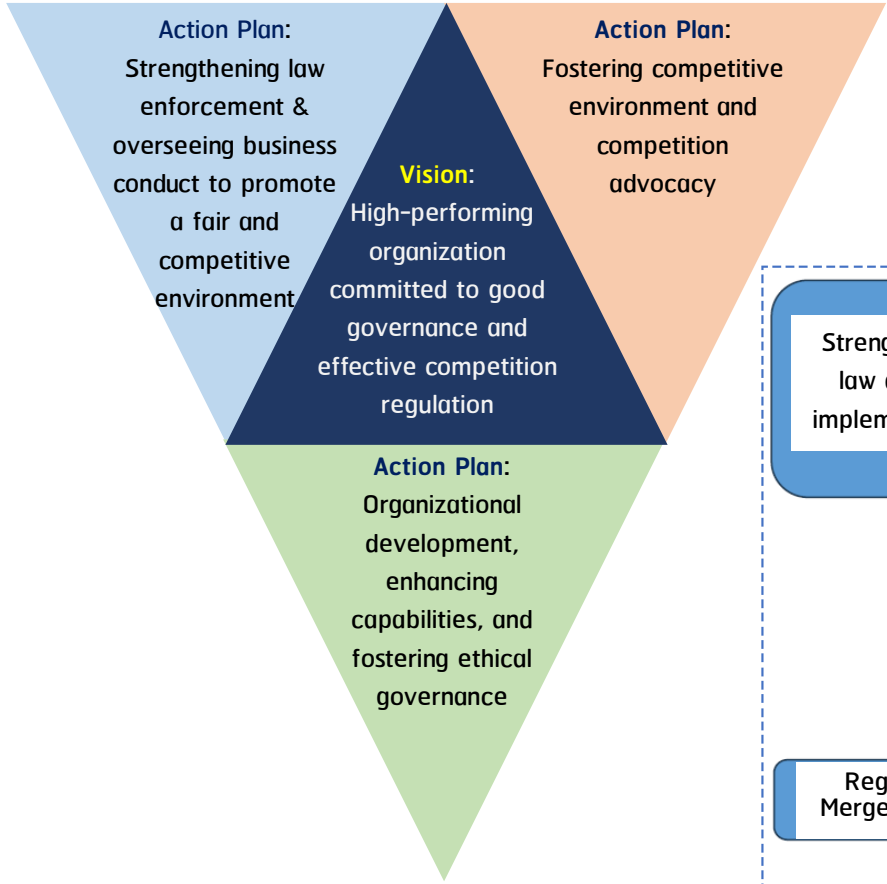 Action Plan:
Strengthening law
enforcement &
overseeing business
conduct to promote
a fair and
competitive
environment
Action Plan:
Fostering competitive
environment and
competition
advocacy
Vision:
High-performing
organization
committed to good
governance and
effective competition
regulation
Action Plan:
Organizational
development,
enhancing
capabilities, and
fostering ethical
governance
law